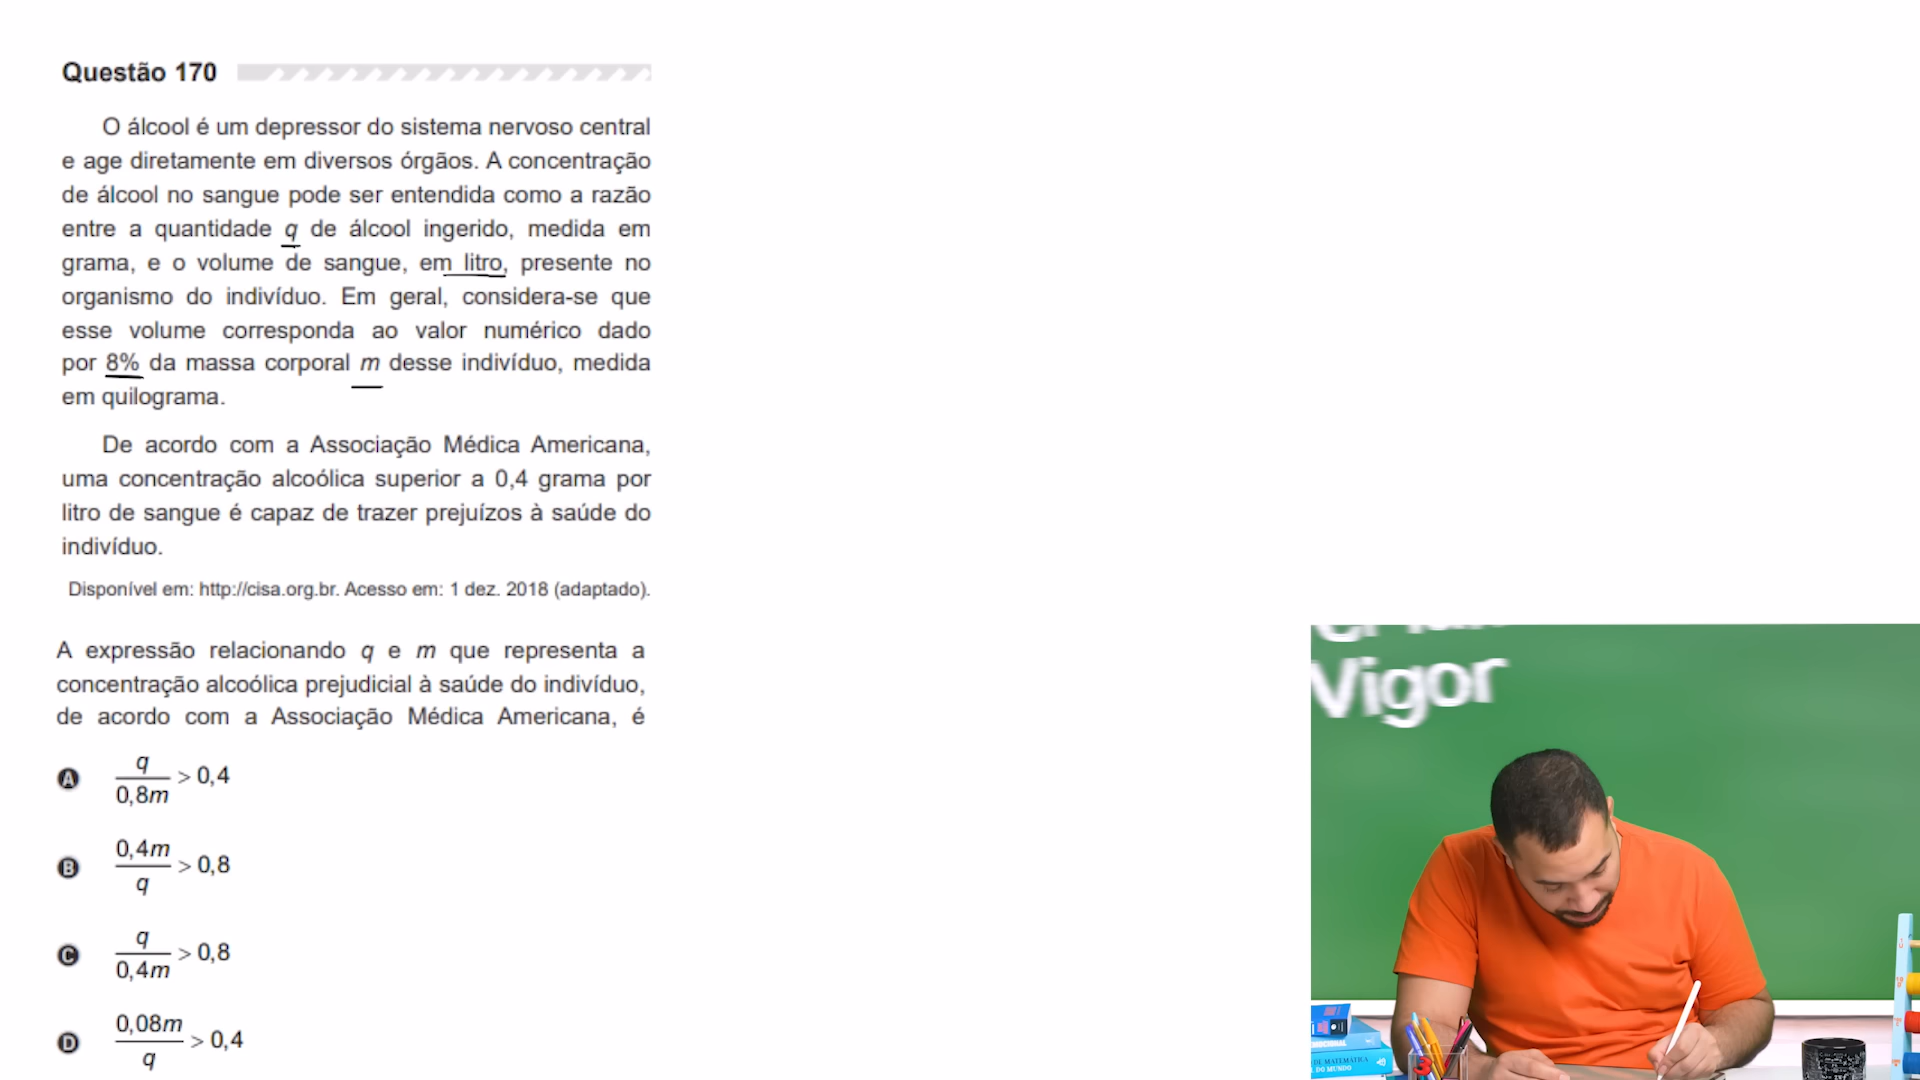 Questão 170
O álcool é um depressor do sistema nervoso central
e age diretamente em diversos órgãos. A concentração
de álcool no sangue pode ser entendida como a razão
entre a quantidade q de álcool ingerido, medida em
grama, e o volume de sangue, em litro, presente no
organismo do indivíduo. Em geral, considera-se que
esse volume corresponda ao valor numérico dado
por 8% da massa corporal m desse indivíduo, medida
em quilograma.
De acordo com a Associação Médica Americana,
uma concentração alcoólica superior a 0,4 grama por
litro de sangue é capaz de trazer prejuízos à saúde do
indivíduo.
Disponível em: http://cisa.org.br. Acesso em: 1 dez. 2018 (adaptado).
A expressão relacionando q e m que representa a
concentração alcoólica prejudicial à saúde do indivíduo,
de acordo com a Associação Médica Americana, é
A q/0,8m > 0,4
B 0,4m/q > 0,8
C q/0,4m > 0,8
D 0,08m/q > 0,4
Vigor
DE MATEMÁTICA
DO MUNDO
3